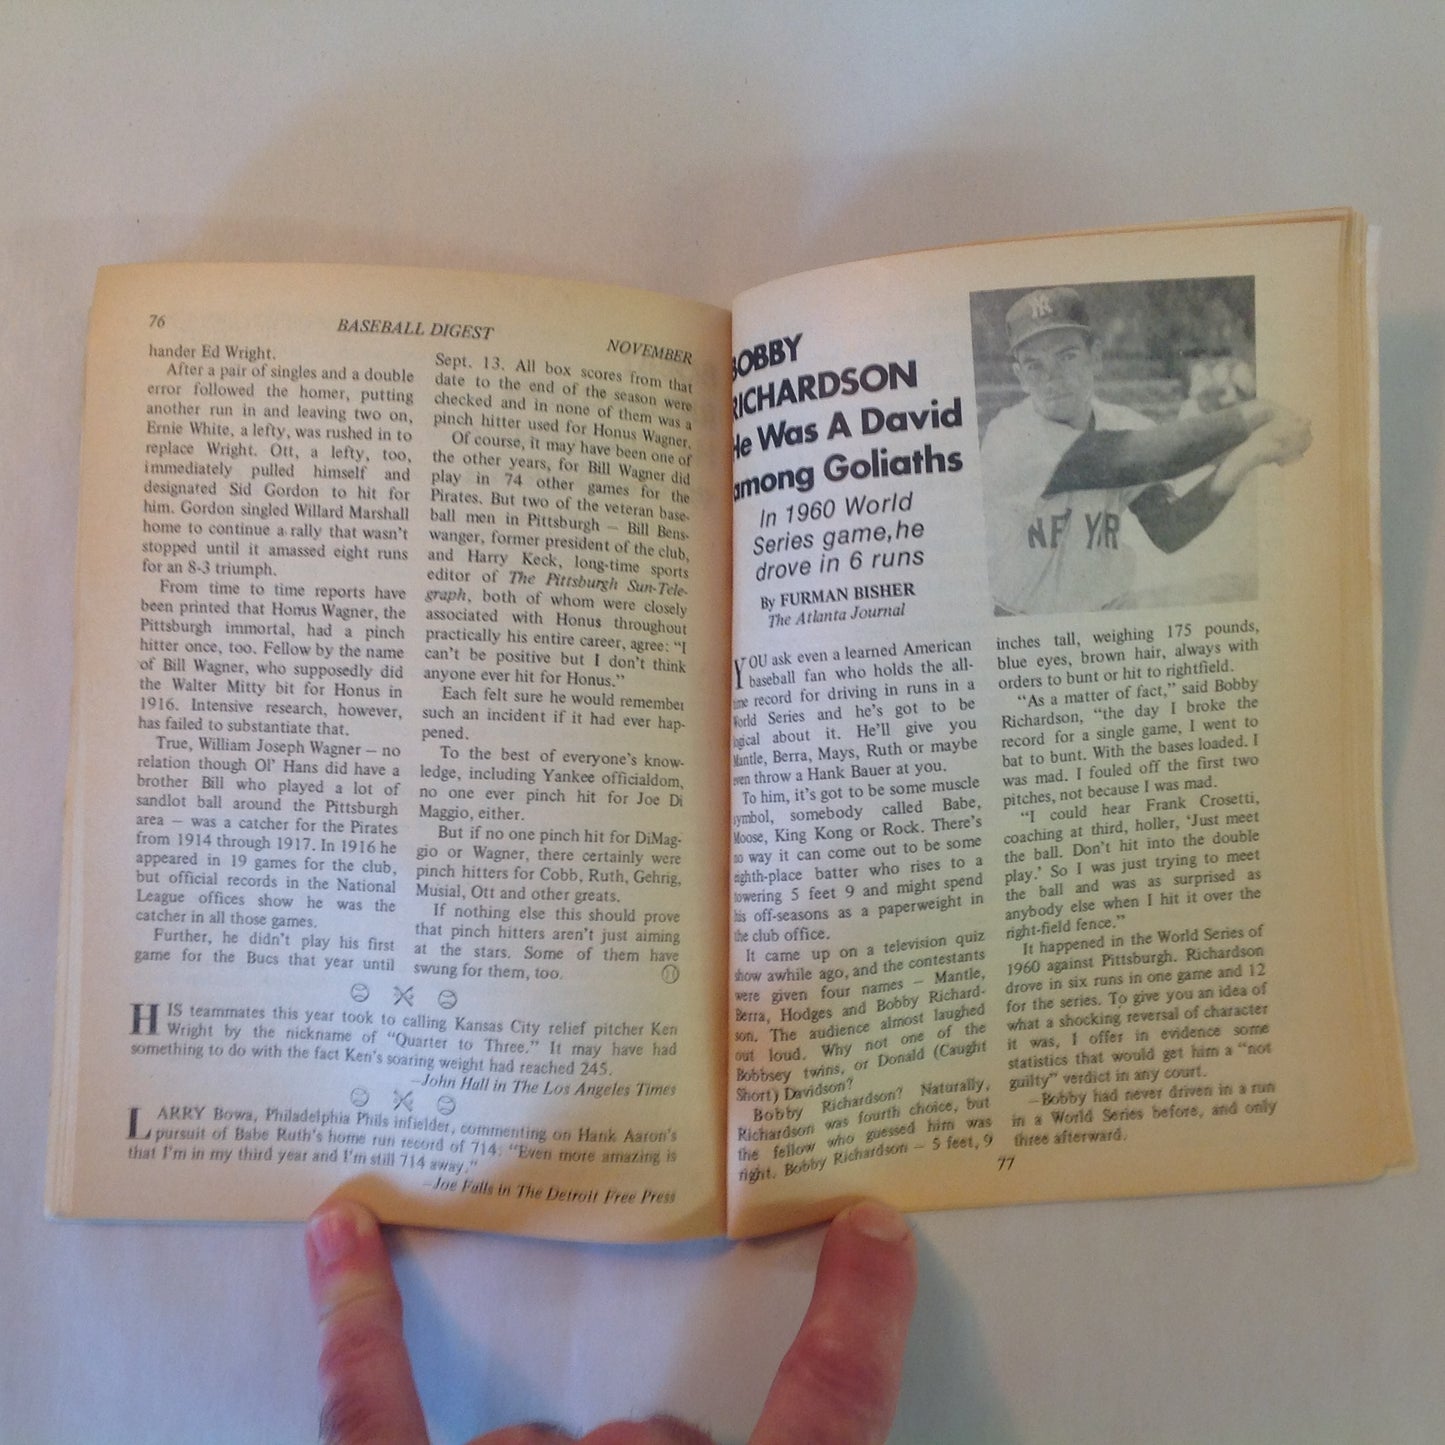 76
BASEBALL DIGEST
NOVEMBER
hander Ed Wright.
After a pair of singles and a double
error followed the homer, putting
another run in and leaving two on,
Ernie White, a lefty, was rushed in to
replace Wright. Ott, a lefty, too,
immediately pulled himself and
designated Sid Gordon to hit for
him. Gordon singled Willard Marshall
home to continue a rally that wasn't
stopped until it amassed eight runs
for an 8-3 triumph.
From time to time reports have
been printed that Honus Wagner, the
Pittsburgh immortal, had a pinch
hitter once, too. Fellow by the name
of Bill Wagner, who supposedly did
the Walter Mitty bit for Honus in
1916. Intensive research, however,
has failed to substantiate that.
True, William Joseph Wagner — no
relation though Ol' Hans did have a
brother Bill who played a lot of
sandlot ball around the Pittsburgh
area — was a catcher for the Pirates
from 1914 through 1917. In 1916 he
appeared in 19 games for the club,
but official records in the National
League offices show he was the
catcher in all those games.
Further, he didn't play his first
game for the Bucs that year until
Sept. 13. All box scores from that
date to the end of the season were
checked and in none of them was a
pinch hitter used for Honus Wagner.
Of course, it may have been one of
the other years, for Bill Wagner did
play in 74 other games for the
Pirates. But two of the veteran base-
ball men in Pittsburgh — Bill Bens-
wanger, former president of the club,
and Harry Keck, long-time sports
editor of The Pittsburgh Sun-Tele-
graph, both of whom were closely
associated with Honus throughout
practically his entire career, agree: "I
can't be positive but I don't think
anyone ever hit for Honus."
Each felt sure he would remember
such an incident if it had ever hap-
pened.
To the best of everyone's know-
ledge, including Yankee officialdom,
no one ever pinch hit for Joe Di
Maggio, either.
But if no one pinch hit for DiMag-
gio or Wagner, there certainly were
pinch hitters for Cobb, Ruth, Gehrig,
Musial, Ott and other greats.
If nothing else this should prove
that pinch hitters aren't just aiming
at the stars. Some of them have
swung for them, too.
HIS teammates this year took to calling Kansas City relief pitcher Ken
Wright by the nickname of "Quarter to Three." It may have had
something to do with the fact Ken's soaring weight had reached 245.
—John Hall in The Los Angeles Times
LARRY Bowa, Philadelphia Phils infielder, commenting on Hank Aaron's
pursuit of Babe Ruth's home run record of 714: "Even more amazing is
that I'm in my third year and I'm still 714 away."
—Joe Falls in The Detroit Free Press
BOBBY
RICHARDSON
He Was A David
among Goliaths
In 1960 World
Series game, he
drove in 6 runs
By FURMAN BISHER
The Atlanta Journal
NY
NEW YOR
YOU ask even a learned American
baseball fan who holds the all-
time record for driving in runs in a
World Series and he's got to be
logical about it. He'll give you
Mantle, Berra, Mays, Ruth or maybe
even throw a Hank Bauer at you.
To him, it's got to be some muscle
symbol, somebody called Babe,
Moose, King Kong or Rock. There's
no way it can come out to be some
eighth-place batter who rises to a
towering 5 feet 9 and might spend
his off-seasons as a paperweight in
the club office.
It came up on a television quiz
show awhile ago, and the contestants
were given four names — Mantle,
Berra, Hodges and Bobby Richard-
son. The audience almost laughed
out loud. Why not one of the
Bobbsey twins, or Donald (Caught
Short) Davidson?
Bobby Richardson? Naturally,
Richardson was fourth choice, but
the fellow who guessed him was
right. Bobby Richardson — 5 feet, 9
inches tall, weighing 175 pounds,
blue eyes, brown hair, always with
orders to bunt or hit to rightfield.
"As a matter of fact," said Bobby
Richardson, "the day I broke the
record for a single game, I went to
bat to bunt. With the bases loaded. I
was mad. I fouled off the first two
pitches, not because I was mad.
"I could hear Frank Crosetti,
coaching at third, holler, 'Just meet
the ball. Don't hit into the double
play.' So I was just trying to meet
the ball and was as surprised as
anybody else when I hit it over the
right-field fence."
It happened in the World Series of
1960 against Pittsburgh. Richardson
drove in six runs in one game and 12
for the series. To give you an idea of
what a shocking reversal of character
it was, I offer in evidence some
statistics that would get him a "not
guilty" verdict in any court.
—Bobby had never driven in a run
in a World Series before, and only
three afterward.
77